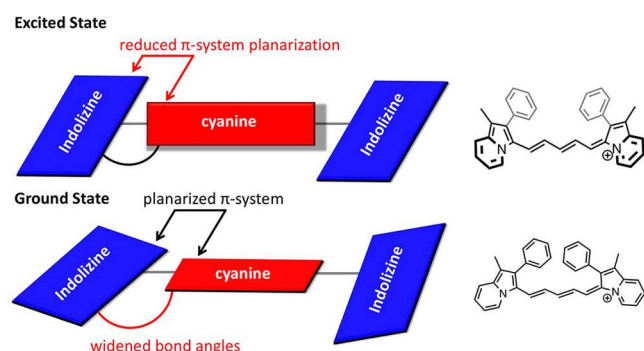 Excited State
reduced π-system planarization
Indolizine
cyanine
Indolizine
N
N
⊕
Ground State
planarized π-system
Indolizine
cyanine
Indolizine
widened bond angles
N
N
⊕